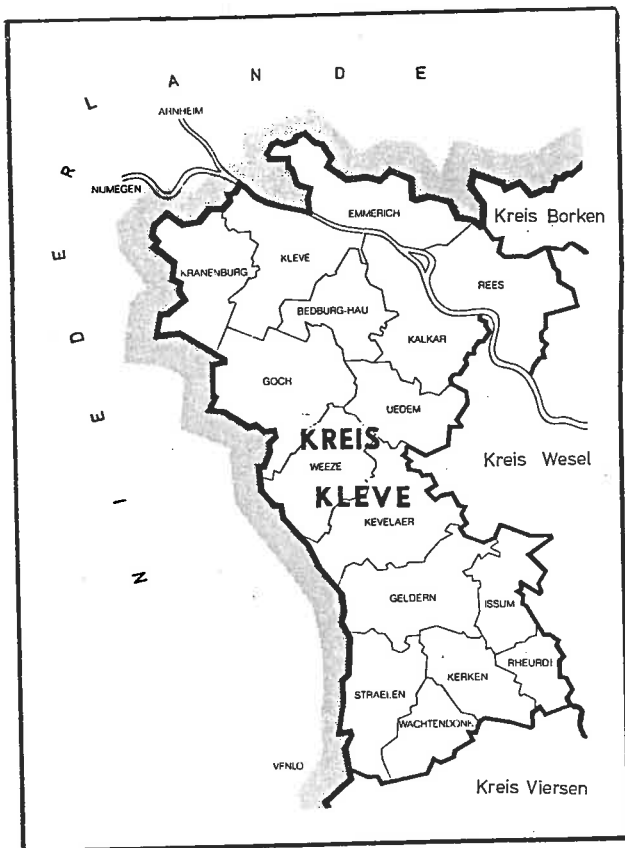 NIEDERLANDE
ARNHEIM
NIJMEGEN
EMMERICH
Kreis Borken
KRANENBURG
KLEVE
REES
BEDBURG-HAU
KALKAR
GOCH
UEDEM
KREIS
WEEZE
Kreis Wesel
KLEVE
KEVELAER
GELDERN
ISSUM
RHEURDT
KERKEN
STRAELEN
WACHTENDONK
VENLO
Kreis Viersen